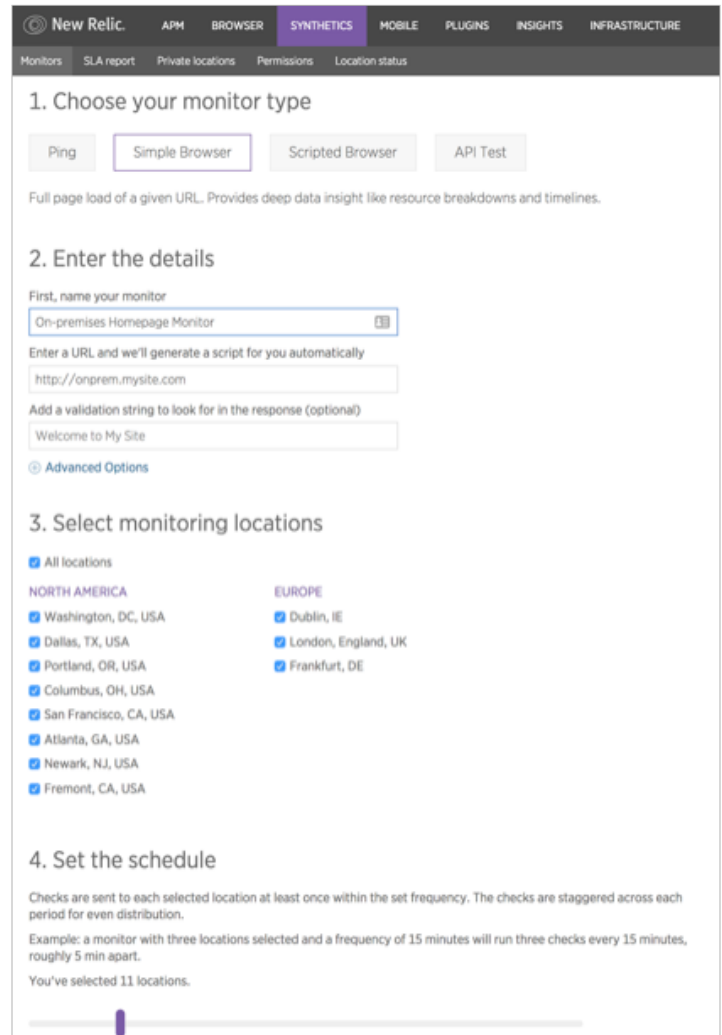 New Relic. APM BROWSER SYNTHETICS MOBILE PLUGINS INSIGHTS INFRASTRUCTURE
Monitors SLA report Private locations Permissions Location status
1. Choose your monitor type
Ping Simple Browser Scripted Browser API Test
Full page load of a given URL. Provides deep data insight like resource breakdowns and timelines.
2. Enter the details
First, name your monitor
On-premises Homepage Monitor
Enter a URL and we'll generate a script for you automatically
http://onprem.mysite.com
Add a validation string to look for in the response (optional)
Welcome to My Site
Advanced Options
3. Select monitoring locations
All locations
NORTH AMERICA EUROPE
Washington, DC, USA Dublin, IE
Dallas, TX, USA London, England, UK
Portland, OR, USA Frankfurt, DE
Columbus, OH, USA
San Francisco, CA, USA
Atlanta, GA, USA
Newark, NJ, USA
Fremont, CA, USA
4. Set the schedule
Checks are sent to each selected location at least once within the set frequency. The checks are staggered across each
period for even distribution.
Example: a monitor with three locations selected and a frequency of 15 minutes will run three checks every 15 minutes,
roughly 5 min apart.
You've selected 11 locations.